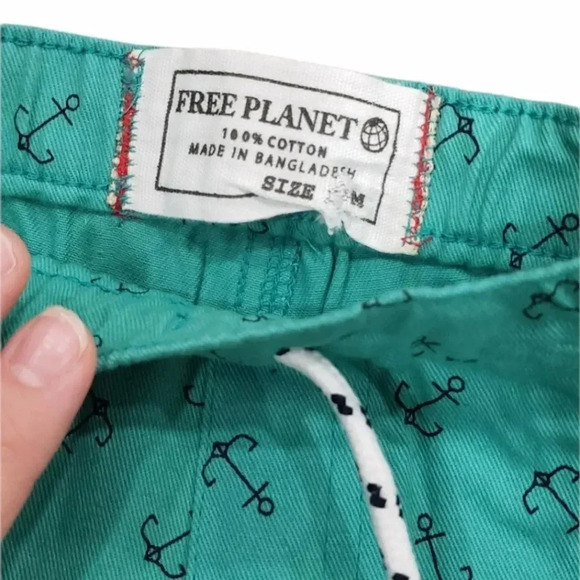 FREE PLANET
100% COTTON
MADE IN BANGLADESH
SIZE M